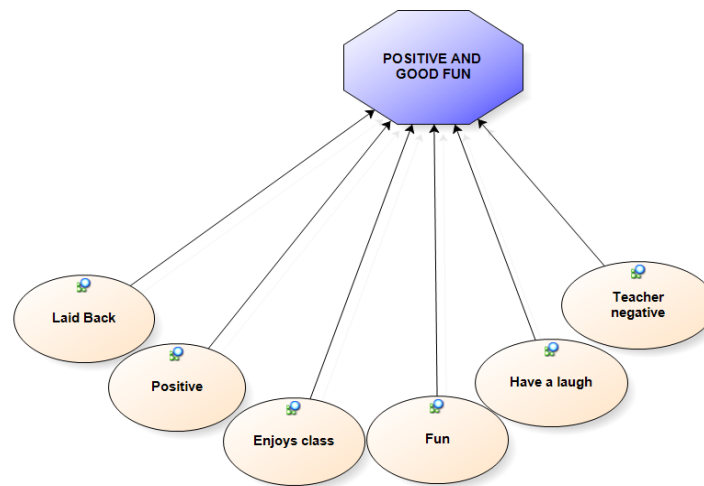 POSITIVE AND
GOOD FUN
Laid Back
Positive
Enjoys class
Fun
Have a laugh
Teacher
negative